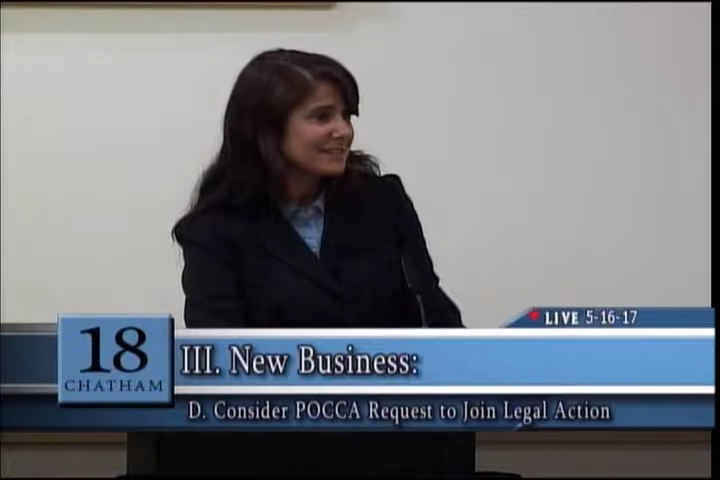 LIVE 5-16-17
18
CHATHAM
III. New Business:
D. Consider POCCA Request to Join Legal Action